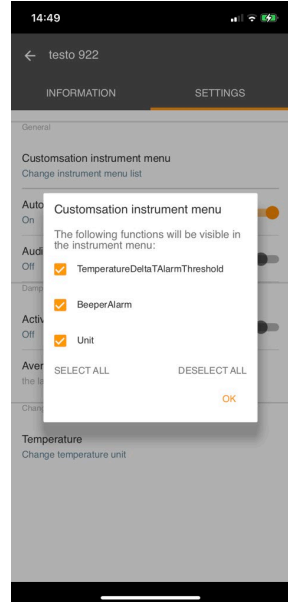 14:49
testo 922
INFORMATION
SETTINGS
General
Customsation instrument menu
Change instrument menu list
Auto
On
Customsation instrument menu
The following functions will be visible in
the instrument menu:
Audi
Off
TemperatureDeltaTAlarmThreshold
Damp
BeeperAlarm
Activ
Off
Unit
Aver
the la
SELECT ALL
DESELECT ALL
OK
Chang
Temperature
Change temperature unit